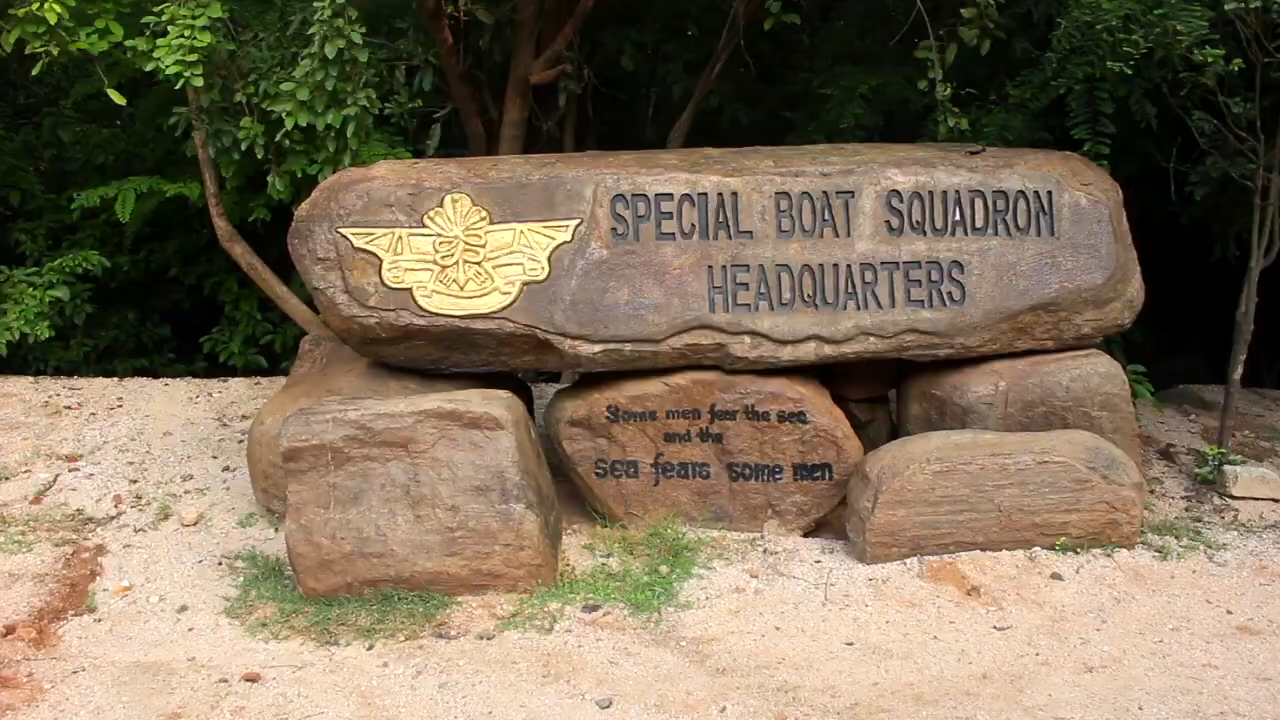 SPECIAL BOAT SQUADRON
HEADQUARTERS
Some men fear the sea
and the
sea fears some men